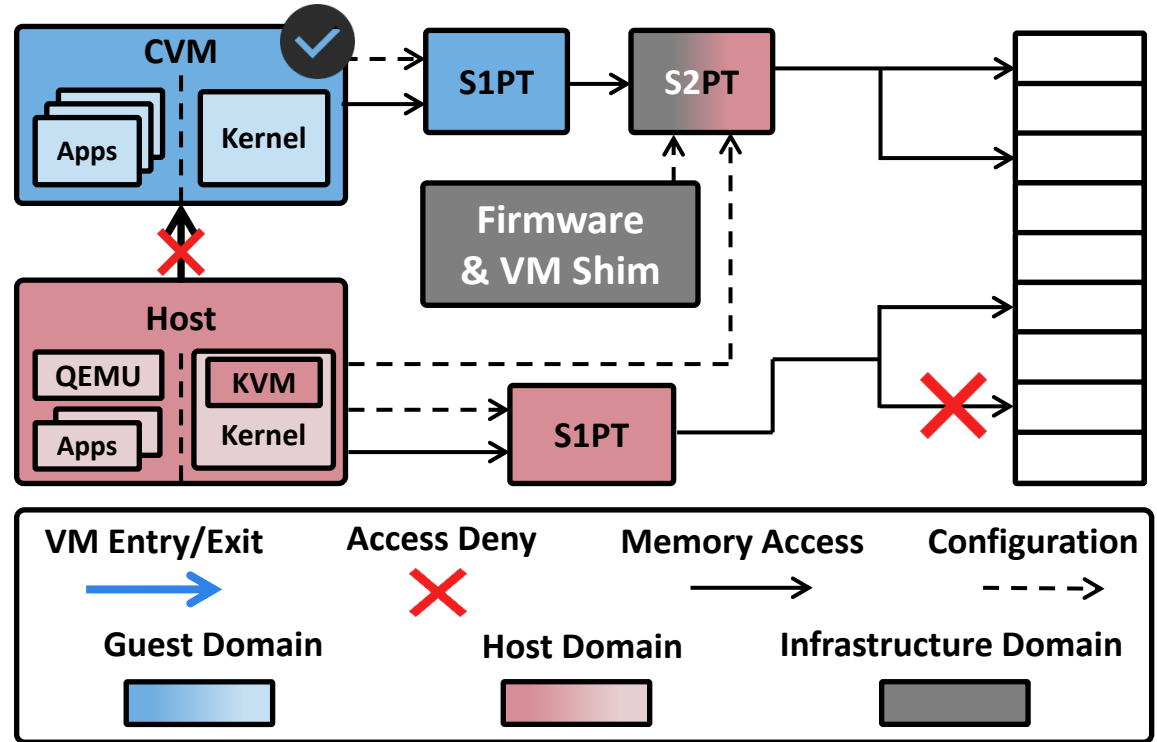 CVM
Apps
Kernel
S1PT
S2PT
Firmware
& VM Shim
Host
QEMU
Apps
KVM
Kernel
S1PT
VM Entry/Exit
Access Deny
Memory Access
Configuration
Guest Domain
Host Domain
Infrastructure Domain